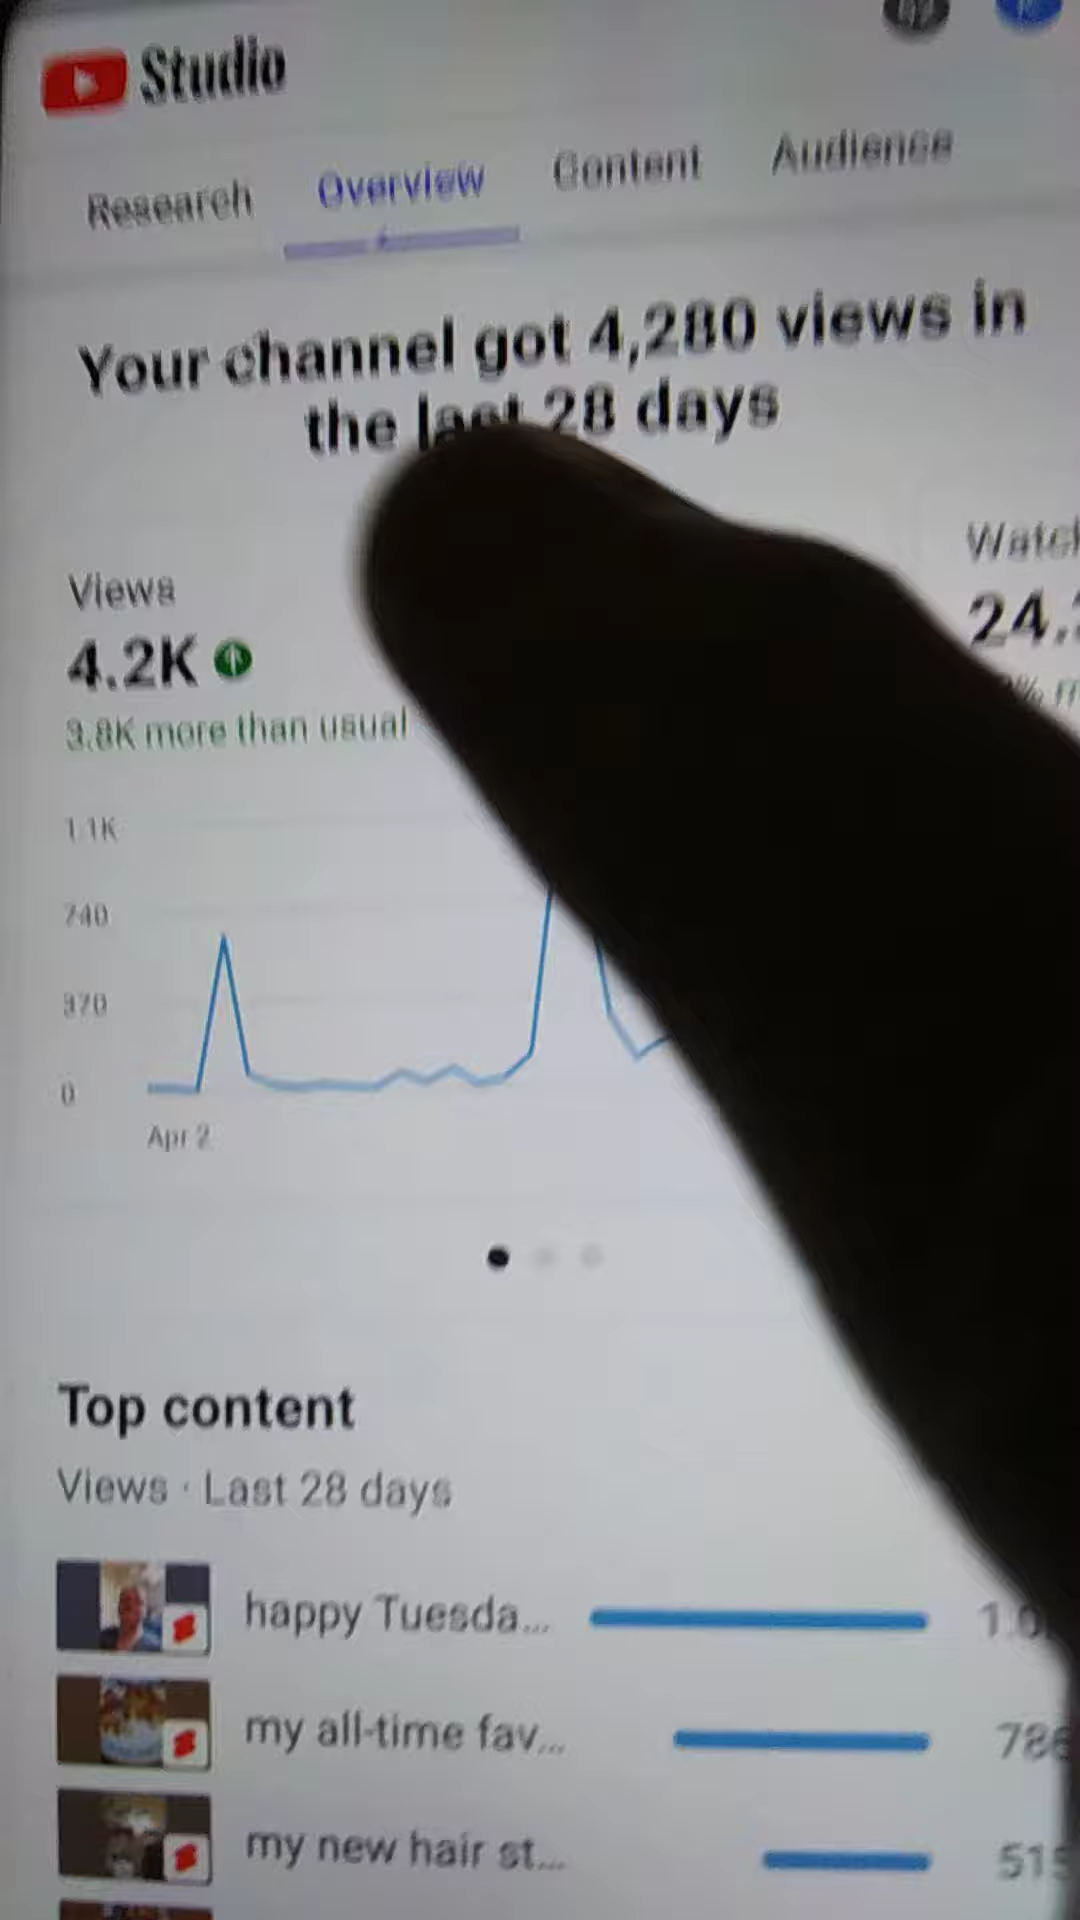 Studio
Research Overview Content Audience
Your channel got 4,280 views in
the last 28 days
Views
4.2K
3.8K more than usual
1.1K
740
370
0
Apr 2
Top content
Views · Last 28 days
happy Tuesda...
my all-time fav...
my new hair st...